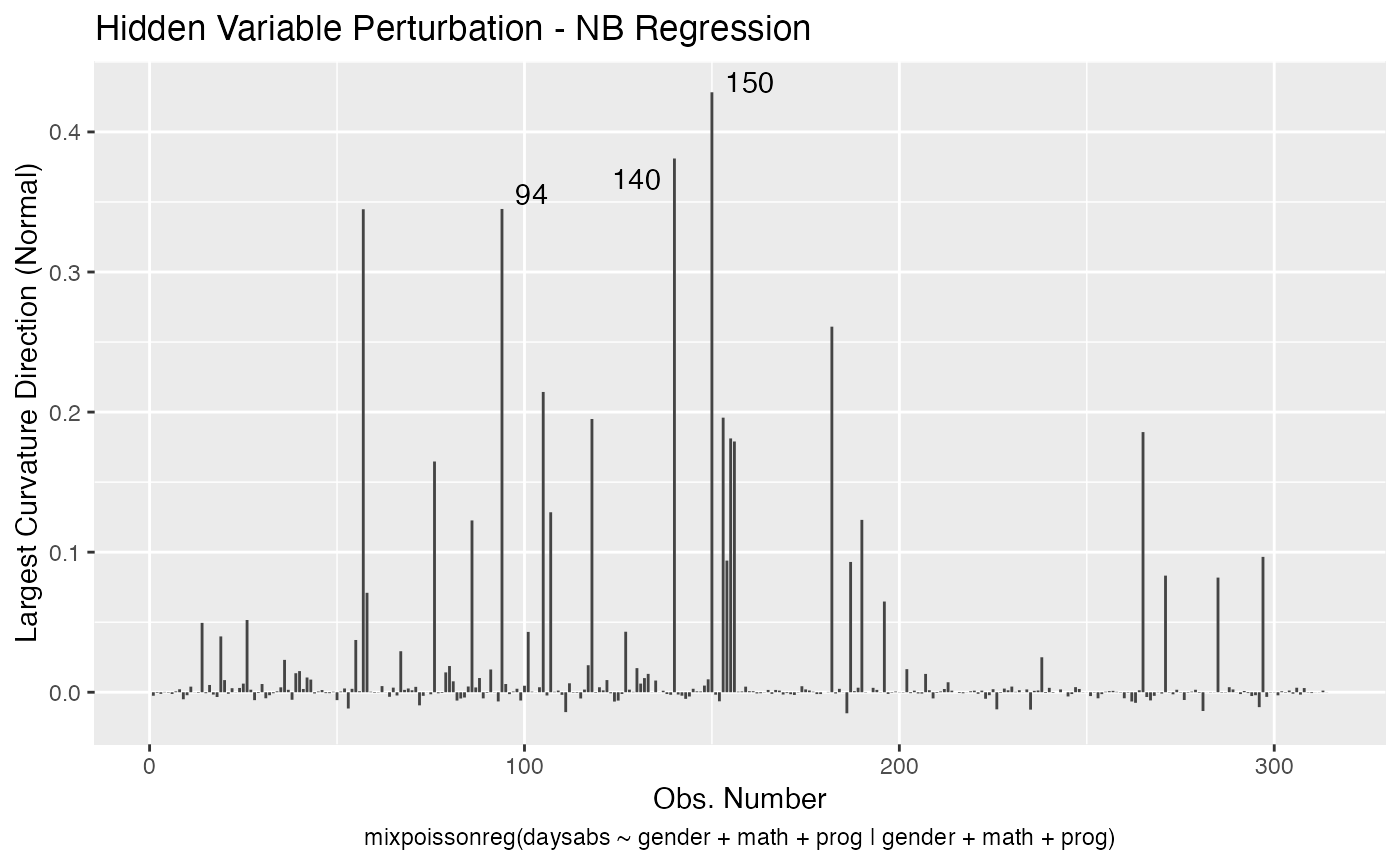 Hidden Variable Perturbation - NB Regression
150
0.4
140
94
0.3
0.2
0.1
0.0
Largest Curvature Direction (Normal)
0 100 200 300
Obs. Number
mixpoissonreg(daysabs ~ gender + math + prog | gender + math + prog)